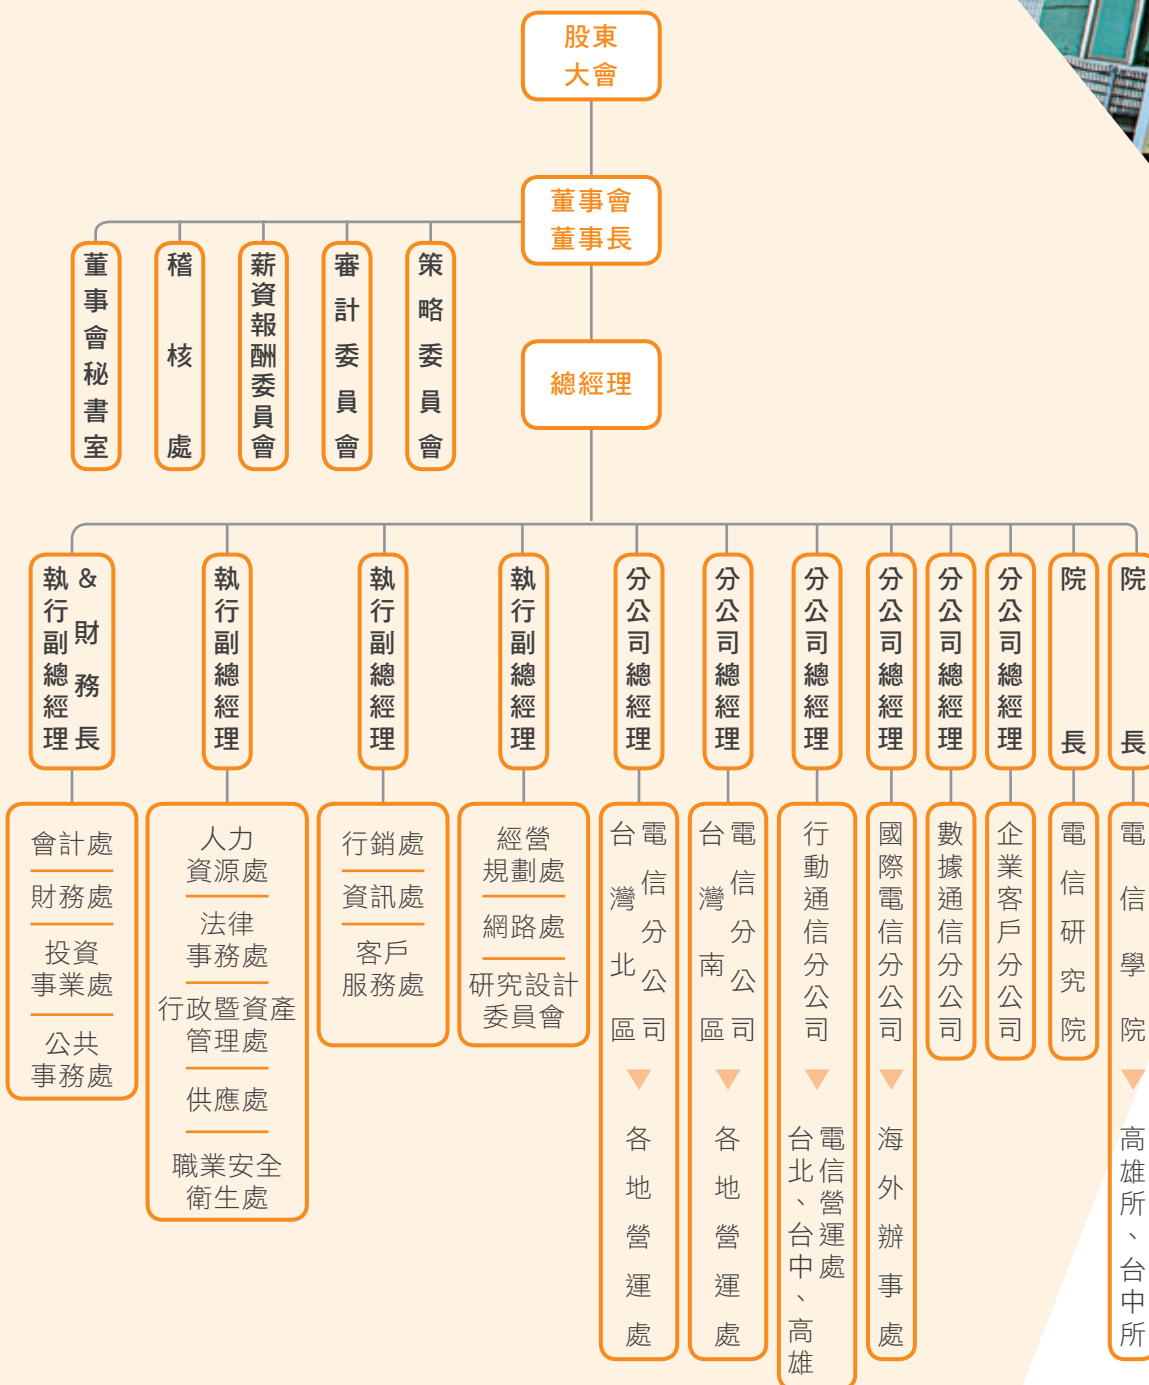 股東
大會
董事會
董事長
董事會秘書室
稽核處
薪資報酬委員會
審計委員會
策略委員會
總經理
執行副總經理
&財務長
執行副總經理
執行副總經理
執行副總經理
分公司總經理
分公司總經理
分公司總經理
分公司總經理
分公司總經理
分公司總經理
院長
院長
會計處
財務處
投資
事業處
公共
事務處
人力
資源處
法律
事務處
行政暨資產
管理處
供應處
職業安全
衛生處
行銷處
資訊處
客戶
服務處
經營
規劃處
網路處
研究設計
委員會
台灣北區
電信分公司
各地營運處
台灣南區
電信分公司
各地營運處
行動通信分公司
台北、台中、高雄
電信營運處
國際電信分公司
海外辦事處
數據通信分公司
企業客戶分公司
電信研究院
電信學院
高雄所、台中所